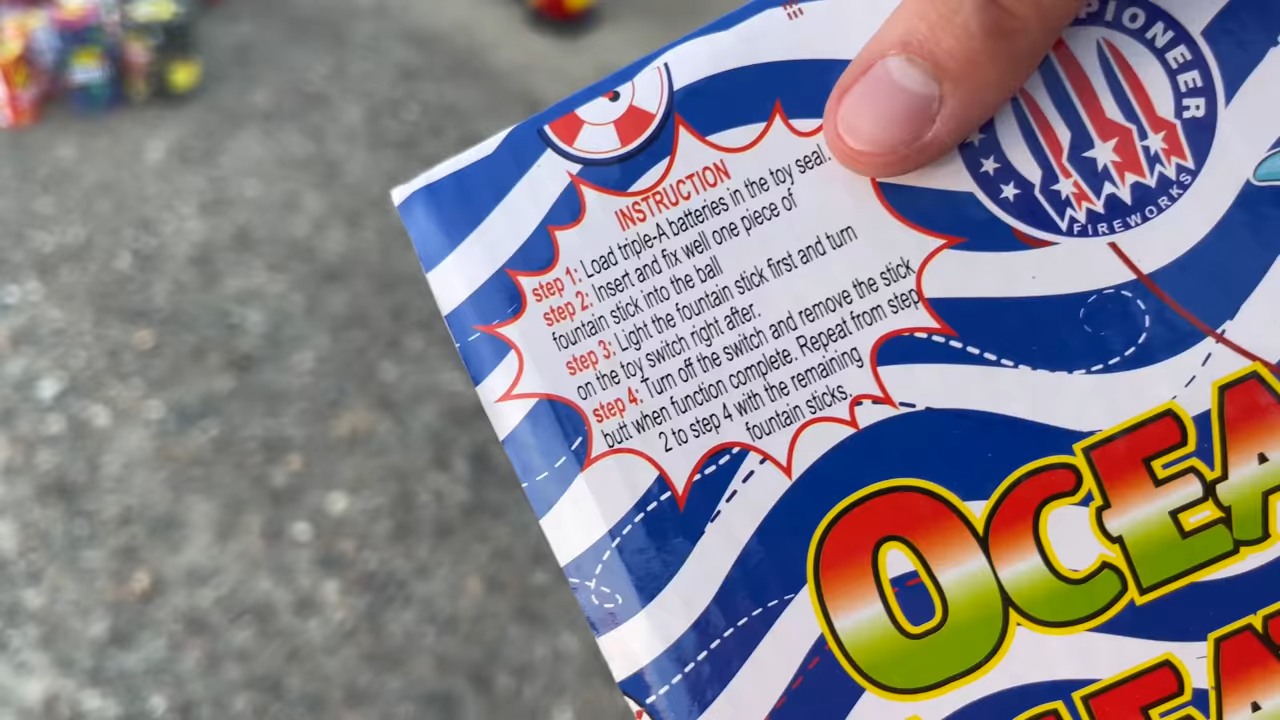 INSTRUCTION
step 1: Load triple-A batteries in the toy seal.
step 2: Insert and fix well one piece of
fountain stick into the ball
step 3: Light the fountain stick first and turn
on the toy switch right after.
step 4: Turn off the switch and remove the stick
butt when function complete. Repeat from step
2 to step 4 with the remaining
fountain sticks.
PIONEER
FIREWORKS
OCEA